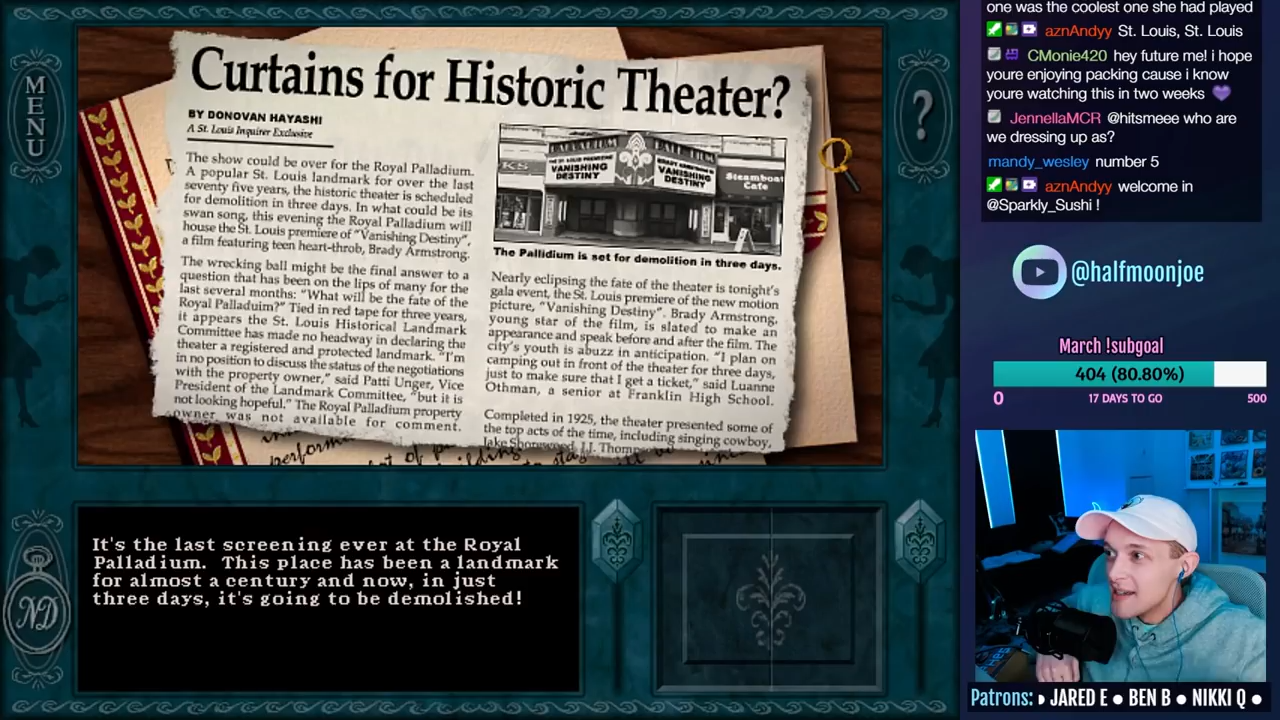 MENU
?
Curtains for Historic Theater?
BY DONOVAN HAYASHI
A St. Louis Inquirer Exclusive
The show could be over for the Royal Palladium.
A popular St. Louis landmark for over the last
seventy five years, the historic theater is scheduled
for demolition in three days. In what could be its
swan song, this evening the Royal Palladium will
house the St. Louis premiere of "Vanishing Destiny",
a film featuring teen heart-throb, Brady Armstrong.
The wrecking ball might be the final answer to a
question that has been on the lips of many for the
last several months: "What will be the fate of the
Royal Palladuim?" Tied in red tape for three years,
it appears the St. Louis Historical Landmark
Committee has made no headway in declaring the
theater a registered and protected landmark. "I'm
in no position to discuss the status of the negotiations
with the property owner," said Patti Unger, Vice
President of the Landmark Committee, "but it is
not looking hopeful." The Royal Palladium property
owner was not available for comment.
PALLADIUM
PALLADIUM
KS
VANISHING
DESTINY
VANISHING
DESTINY
Steamboat
Cafe
The Pallidium is set for demolition in three days.
Nearly eclipsing the fate of the theater is tonight's
gala event, the St. Louis premiere of the new motion
picture, "Vanishing Destiny". Brady Armstrong,
young star of the film, is slated to make an
appearance and speak before and after the film. The
city's youth is abuzz in anticipation. "I plan on
camping out in front of the theater for three days,
just to make sure that I get a ticket," said Luanne
Othman, a senior at Franklin High School.
Completed in 1925, the theater presented some of
the top acts of the time, including singing cowboy,
Jake Shorewood, J.J. Thomp
perform
building
It's the last screening ever at the Royal
Palladium. This place has been a landmark
for almost a century and now, in just
three days, it's going to be demolished!
ND
one was the coolest one she had played
aznAndyy St. Louis, St. Louis
CMonie420 hey future me! i hope
youre enjoying packing cause i know
youre watching this in two weeks
JennellaMCR @hitsmeee who are
we dressing up as?
mandy_wesley number 5
aznAndyy welcome in
@Sparkly_Sushi !
@halfmoonjoe
March !subgoal
404 (80.80%)
0 17 DAYS TO GO 500
Patrons: JARED E ● BEN B ● NIKKI Q ●